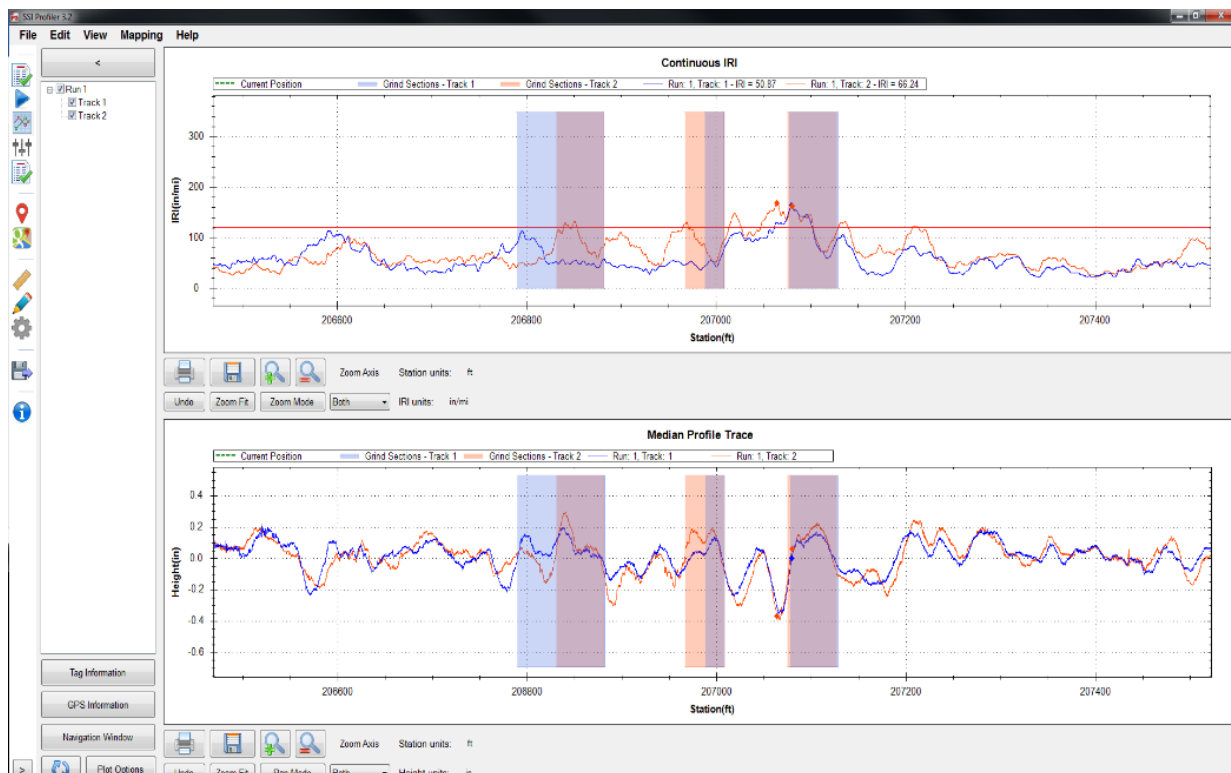 SSI Profiler 3.2
File Edit View Mapping Help
<
Run 1
Track 1
Track 2
Continuous IRI
Current Position Grind Sections - Track 1 Grind Sections - Track 2 Run: 1, Track: 1 - IRI = 50.87 Run: 1, Track: 2 - IRI = 66.24
IRI(in/mi)
300
200
100
0
206600 206800 207000 207200 207400
Station(ft)
Zoom Axis Station units: ft
Undo Zoom Fit Zoom Mode Both IRI units: in/mi
Median Profile Trace
Current Position Grind Sections - Track 1 Grind Sections - Track 2 Run: 1, Track: 1 Run: 1, Track: 2
Height(in)
0.4
0.2
0.0
-0.2
-0.4
-0.6
206600 206800 207000 207200 207400
Station(ft)
Tag Information
GPS Information
Navigation Window
Zoom Axis Station units: ft
> Plot Options Undo Zoom Fit Pan Mode Both Height units: in